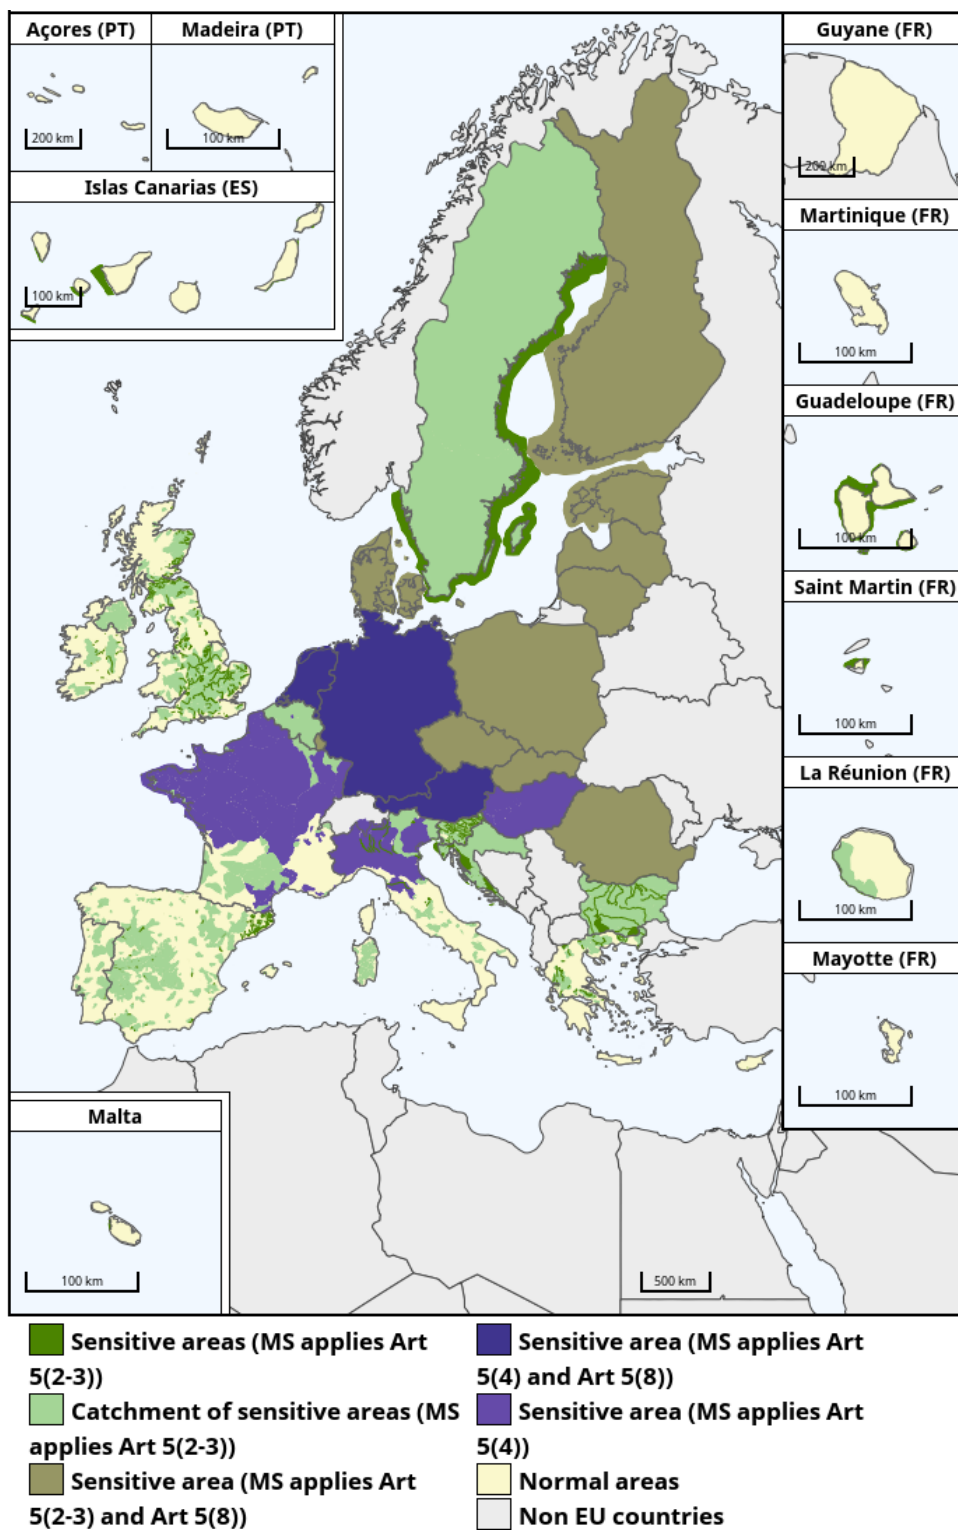 Açores (PT)
Madeira (PT)
200 km
100 km
Islas Canarias (ES)
100 km
Guyane (FR)
200 km
Martinique (FR)
100 km
Guadeloupe (FR)
100 km
Saint Martin (FR)
100 km
La Réunion (FR)
100 km
Mayotte (FR)
100 km
Malta
100 km
500 km
Sensitive areas (MS applies Art
5(2-3))
Catchment of sensitive areas (MS
applies Art 5(2-3))
Sensitive area (MS applies Art
5(2-3) and Art 5(8))
Sensitive area (MS applies Art
5(4) and Art 5(8))
Sensitive area (MS applies Art
5(4))
Normal areas
Non EU countries